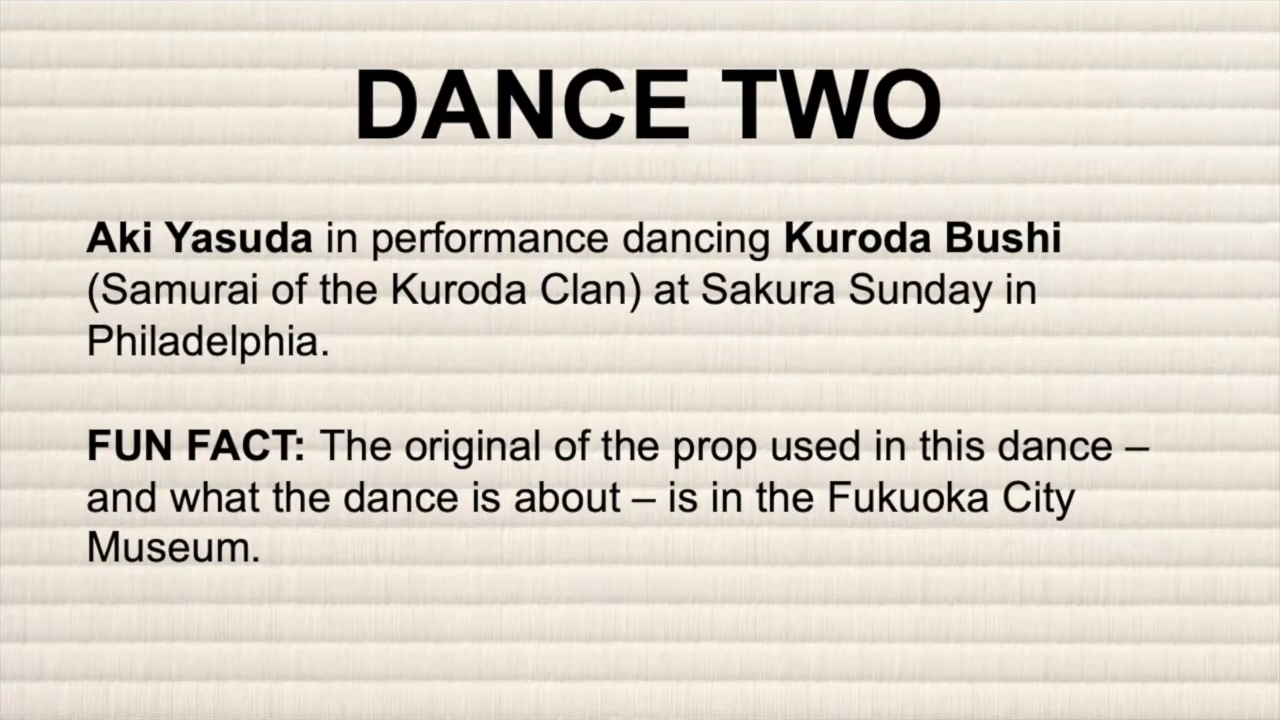 DANCE TWO
Aki Yasuda in performance dancing Kuroda Bushi
(Samurai of the Kuroda Clan) at Sakura Sunday in
Philadelphia.
FUN FACT: The original of the prop used in this dance –
and what the dance is about – is in the Fukuoka City
Museum.